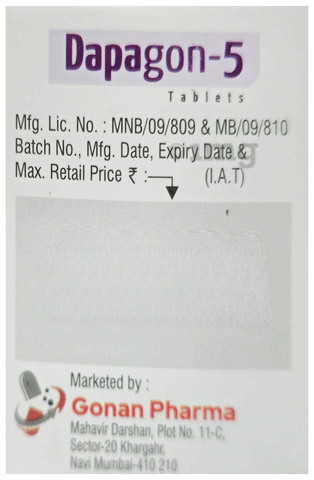 Dapagon-5
Tablets
Mfg. Lic. No. : MNB/09/809 & MB/09/810
Batch No., Mfg. Date, Expiry Date &
Max. Retail Price ₹ : (I.A.T)
Marketed by :
Gonan Pharma
Mahavir Darshan, Plot No. 11-C,
Sector-20 Khargahr,
Navi Mumbai-410 210